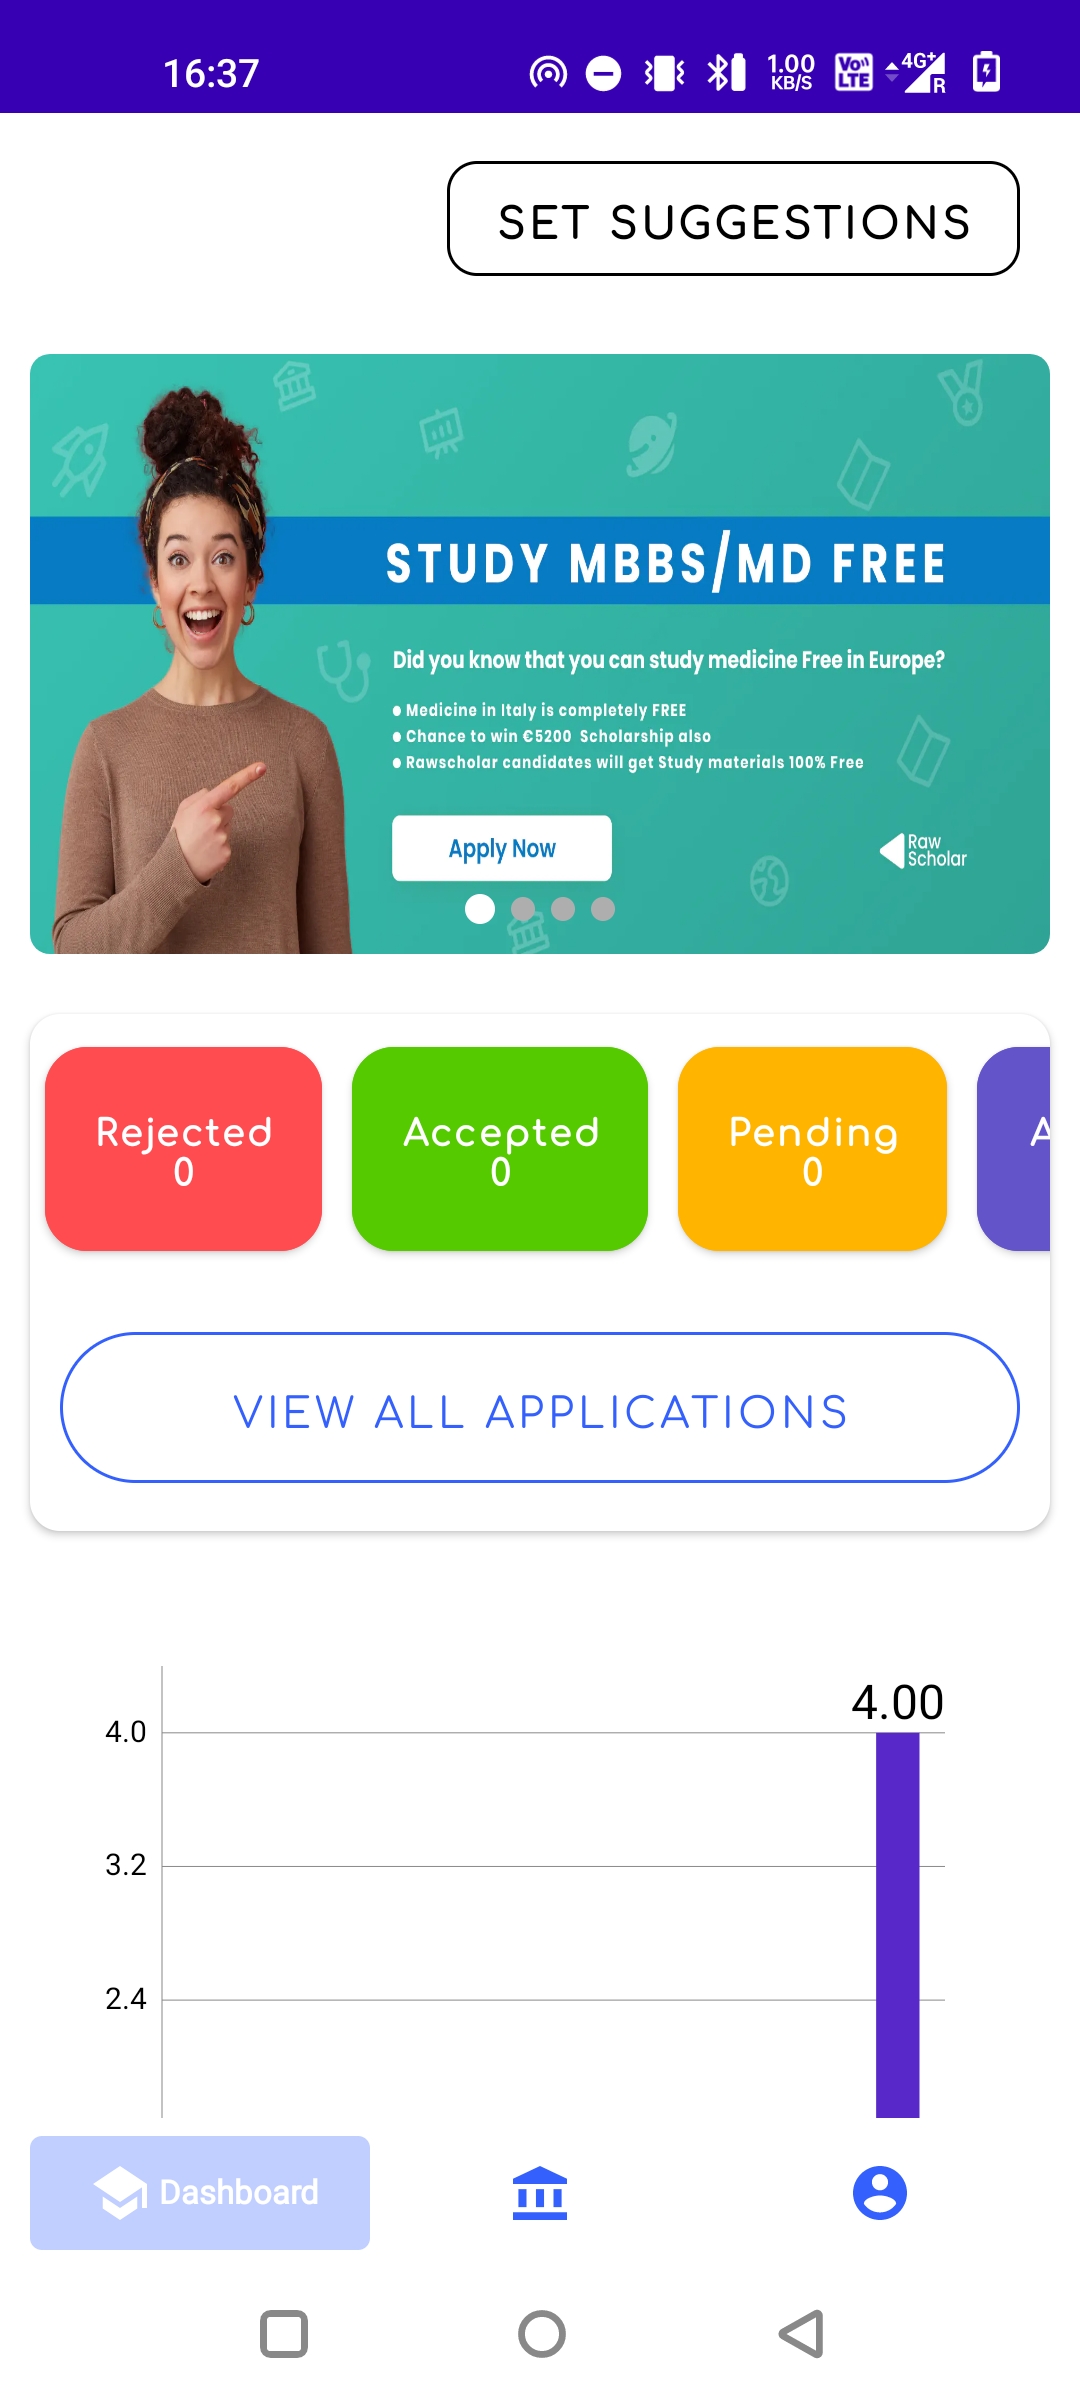 16:37
1.00
KB/S
Vo))
LTE
4G+
R
SET SUGGESTIONS
STUDY MBBS/MD FREE
Did you know that you can study medicine Free in Europe?
● Medicine in Italy is completely FREE
● Chance to win €5200 Scholarship also
● Rawscholar candidates will get Study materials 100% Free
Apply Now
Raw
Scholar
Rejected
0
Accepted
0
Pending
0
A
VIEW ALL APPLICATIONS
4.00
4.0
3.2
2.4
Dashboard